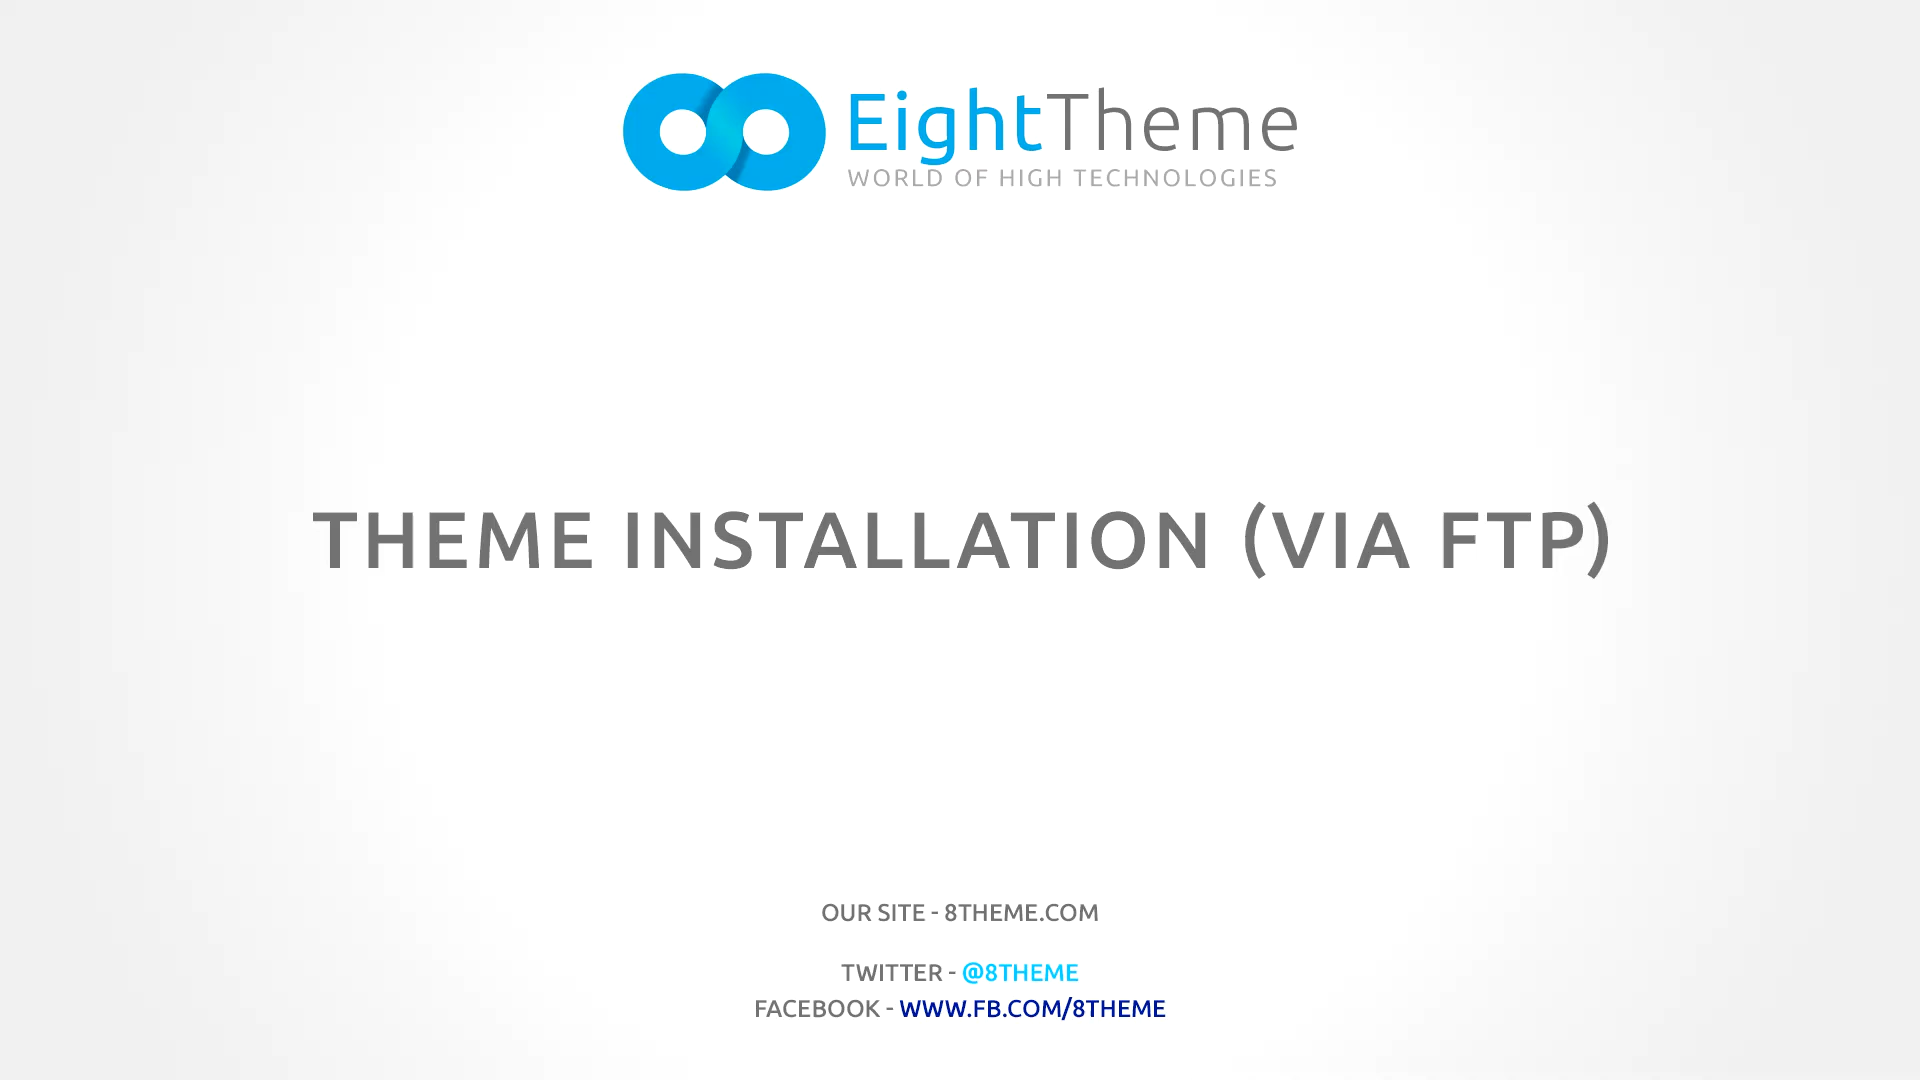 EightTheme
WORLD OF HIGH TECHNOLOGIES
THEME INSTALLATION (VIA FTP)
OUR SITE - 8THEME.COM
TWITTER - @8THEME
FACEBOOK - WWW.FB.COM/8THEME